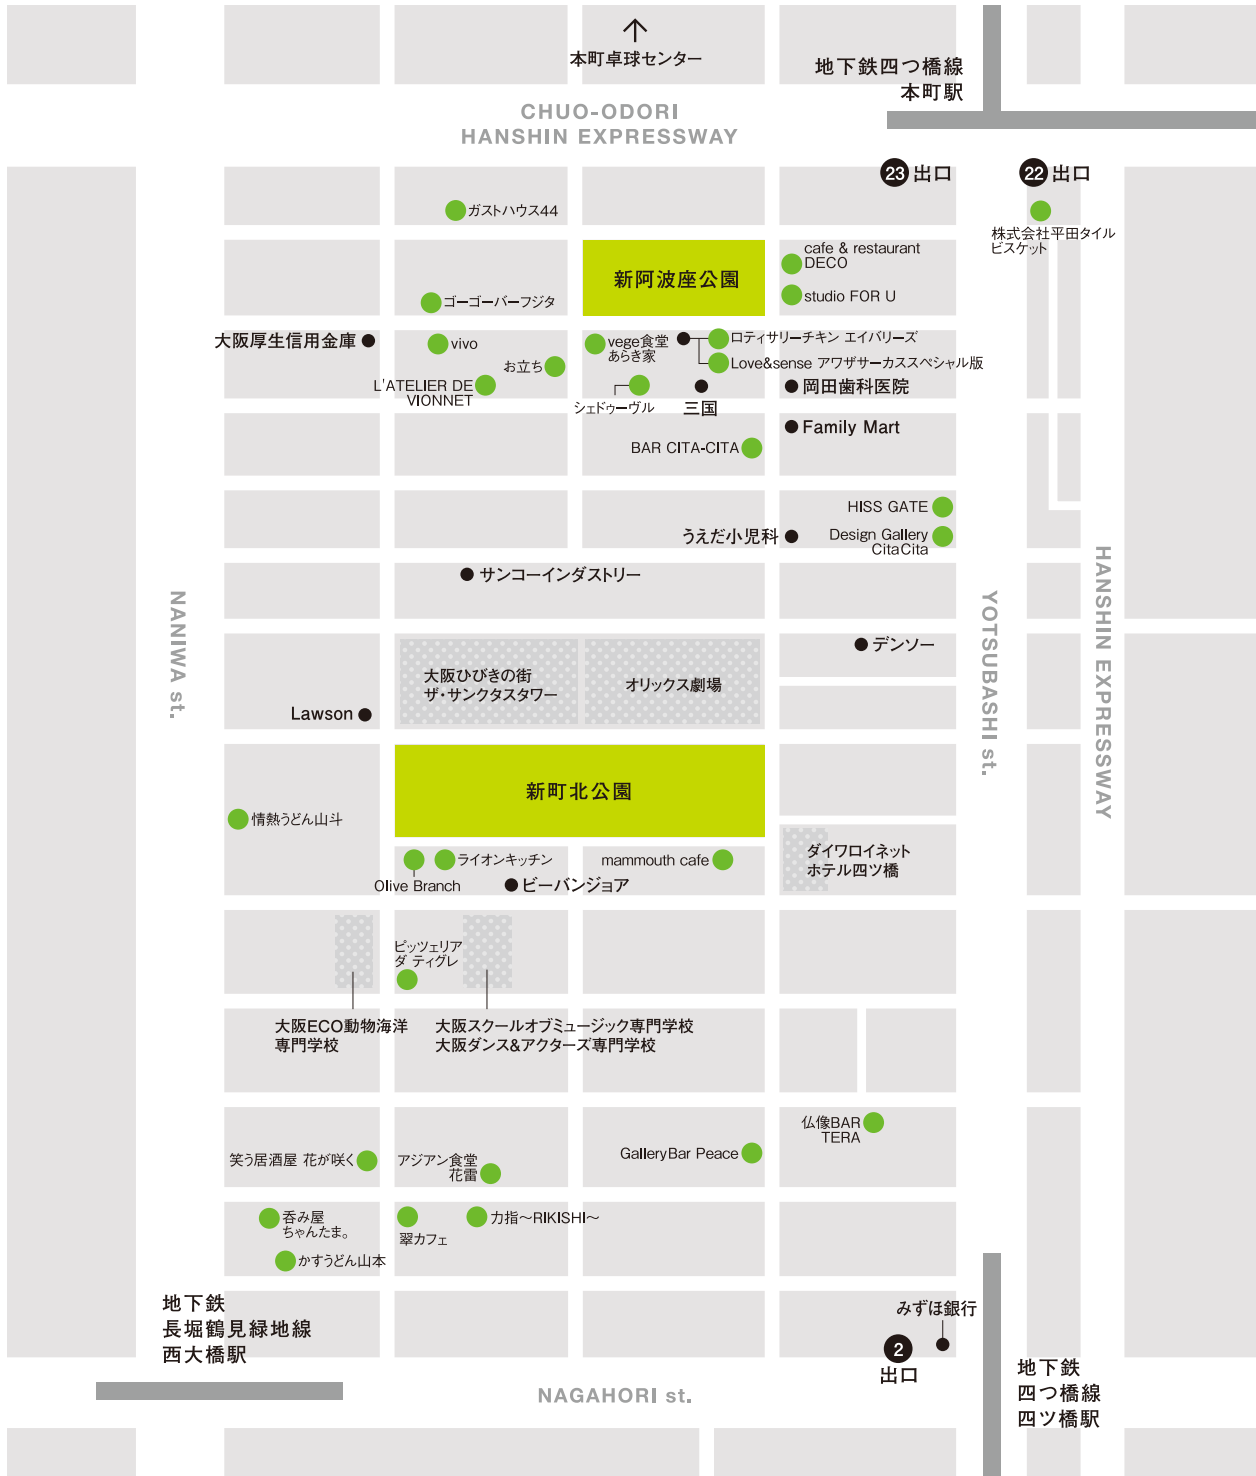 本町卓球センター
地下鉄四つ橋線
本町駅
CHUO-ODORI
HANSHIN EXPRESSWAY
23 出口
22 出口
ガストハウス44
株式会社平田タイル
ビスケット
cafe & restaurant
DECO
新阿波座公園
studio FOR U
ゴーゴーバーフジタ
大阪厚生信用金庫
vivo
vege食堂
あらき家
ロティサリーチキン エイバリーズ
お立ち
Love&sense アワザサーカススペシャル版
L'ATELIER DE
VIONNET
シェドゥーヴル
三国
岡田歯科医院
Family Mart
BAR CITA-CITA
HISS GATE
うえだ小児科
Design Gallery
CitaCita
サンコーインダストリー
NANIWA st.
YOTSUBASHI st.
HANSHIN EXPRESSWAY
デンソー
大阪ひびきの街
ザ・サンクタスタワー
オリックス劇場
Lawson
新町北公園
情熱うどん山斗
ライオンキッチン
mammouth cafe
ダイワロイネット
ホテル四ツ橋
Olive Branch
ビーバンジョア
ピッツェリア
ダ ティグレ
大阪ECO動物海洋
専門学校
大阪スクールオブミュージック専門学校
大阪ダンス&アクターズ専門学校
仏像BAR
TERA
笑う居酒屋 花が咲く
アジアン食堂
花雷
GalleryBar Peace
呑み屋
ちゃんたま。
翠カフェ
力指〜RIKISHI〜
かすうどん山本
地下鉄
長堀鶴見緑地線
西大橋駅
みずほ銀行
2
出口
NAGAHORI st.
地下鉄
四つ橋線
四ツ橋駅